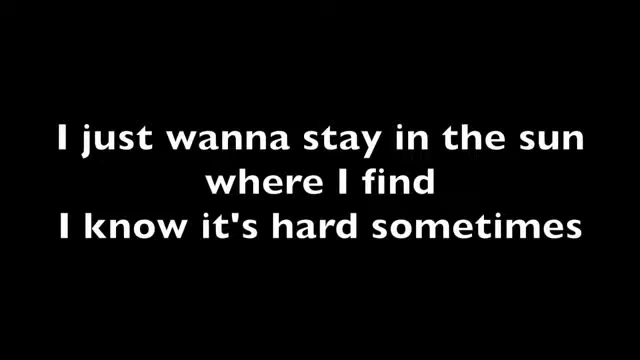 I just wanna stay in the sun
where I find
I know it's hard sometimes